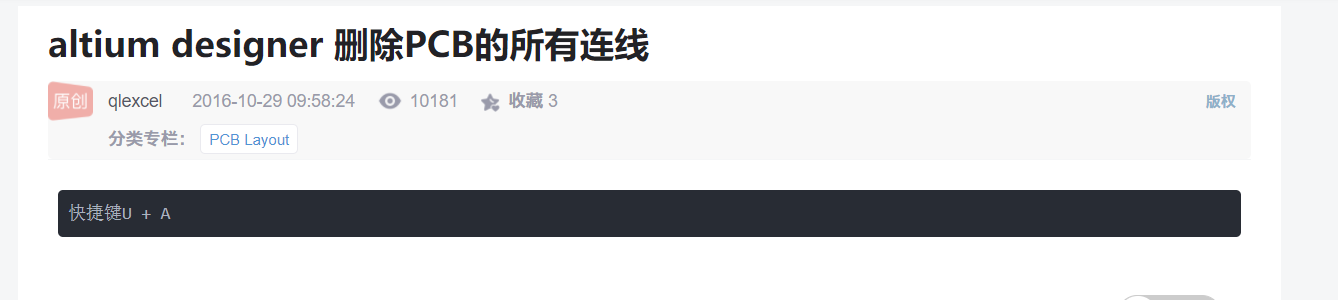 altium designer 删除PCB的所有连线
原创 qlexcel 2016-10-29 09:58:24 10181 收藏 3 版权
分类专栏： PCB Layout
快捷键U + A